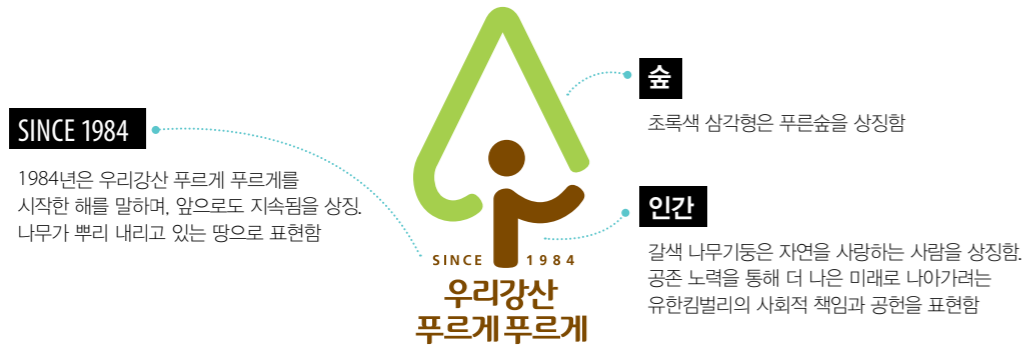 SINCE 1984
1984년은 우리강산 푸르게 푸르게를
시작한 해를 말하며, 앞으로도 지속됨을 상징.
나무가 뿌리 내리고 있는 땅으로 표현함
SINCE 1984
우리강산
푸르게 푸르게
숲
초록색 삼각형은 푸른숲을 상징함
인간
갈색 나무기둥은 자연을 사랑하는 사람을 상징함.
공존 노력을 통해 더 나은 미래로 나아가려는
유한킴벌리의 사회적 책임과 공헌을 표현함